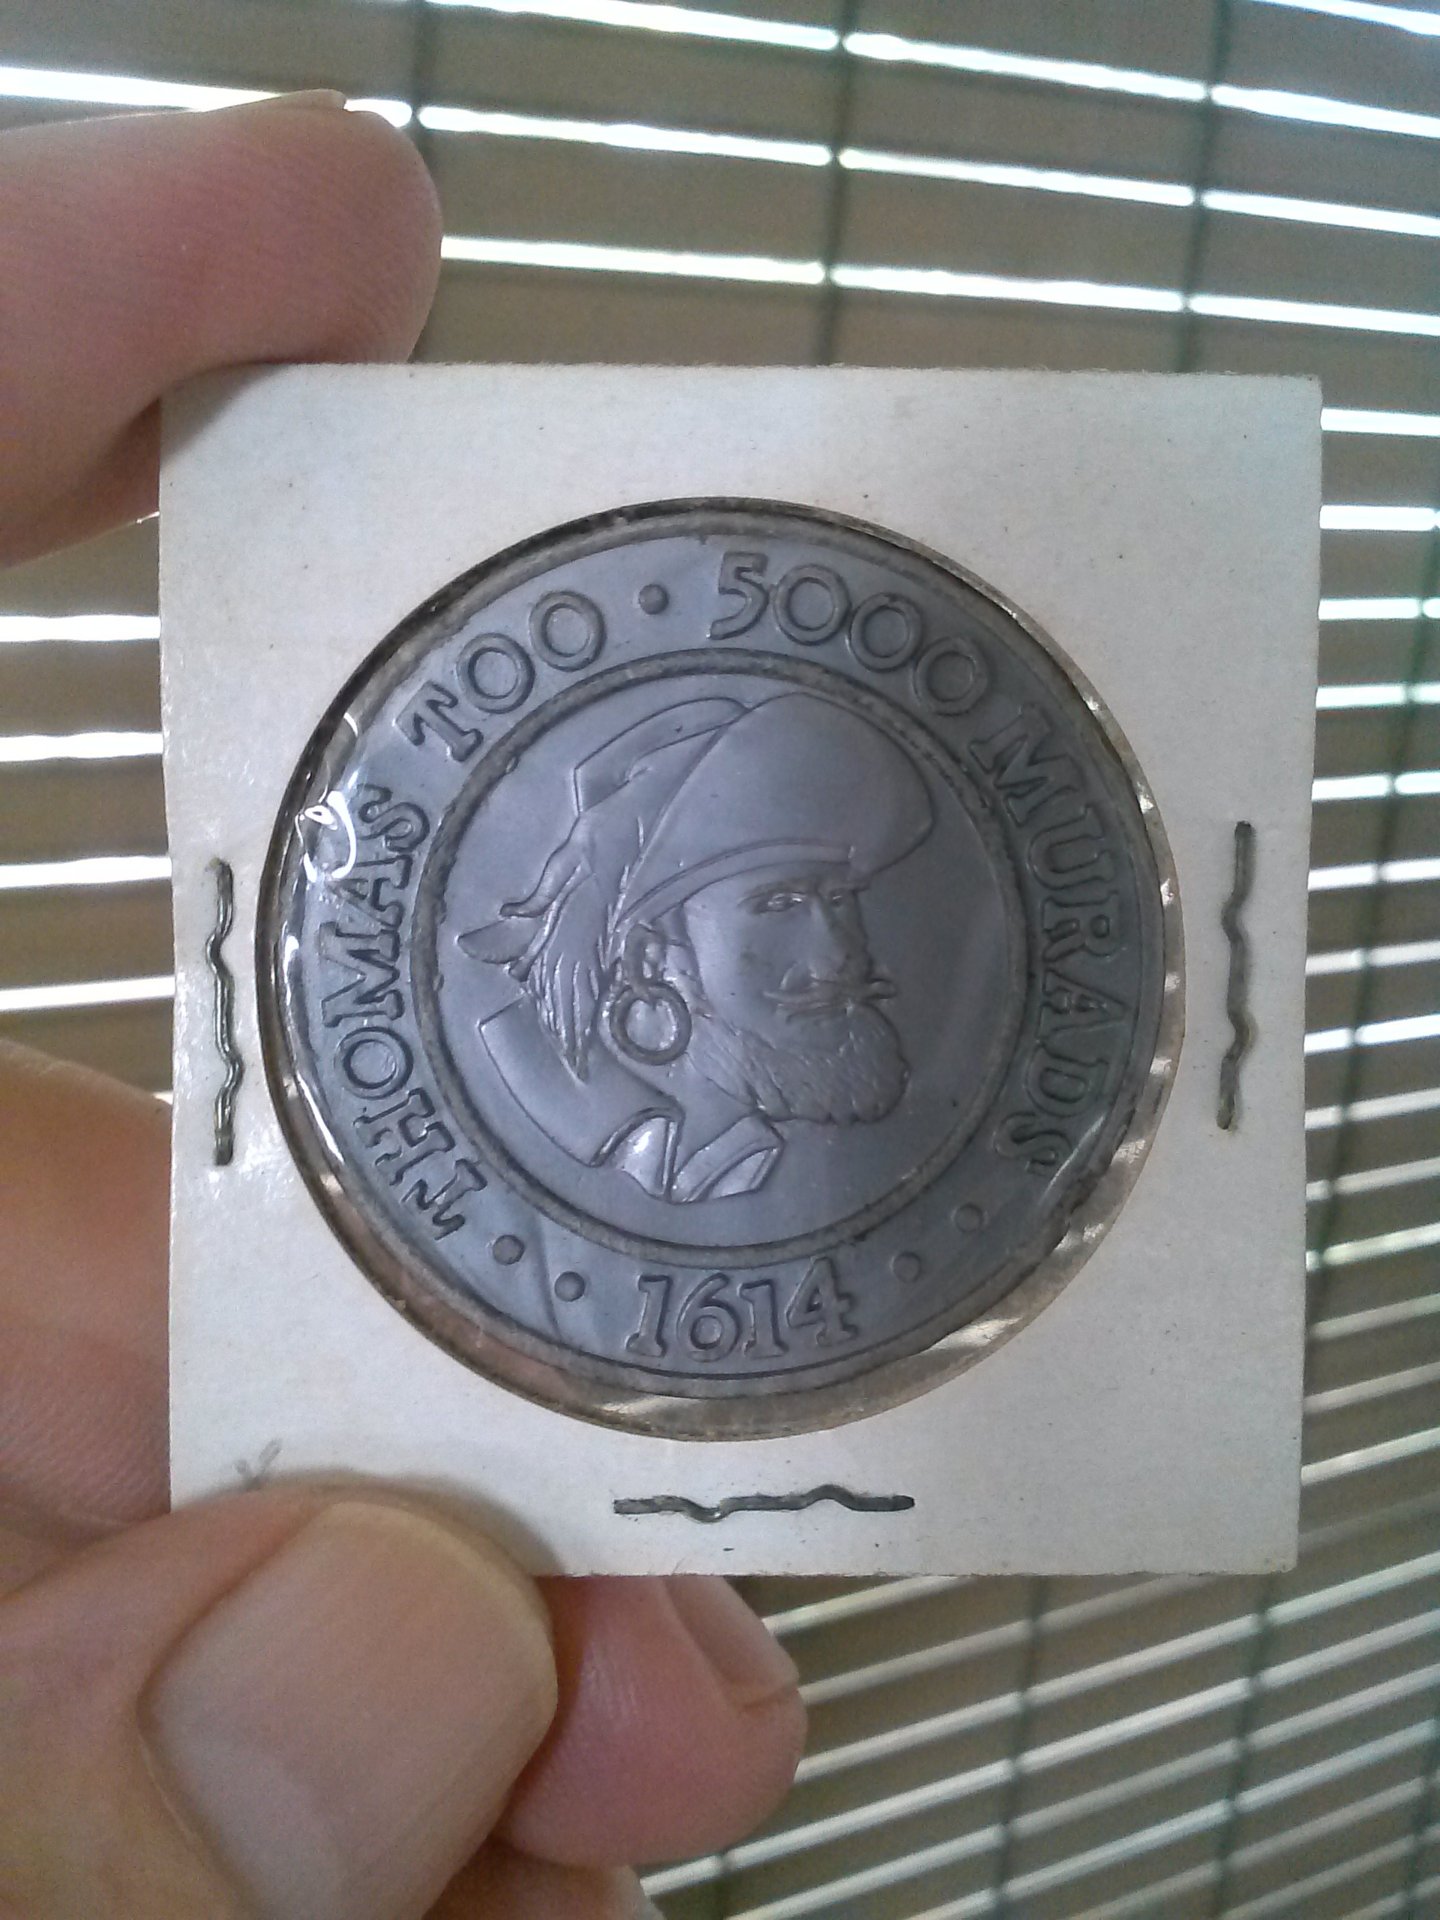 THOMAS TOO • 5000 MURADS
• • 1614 • •